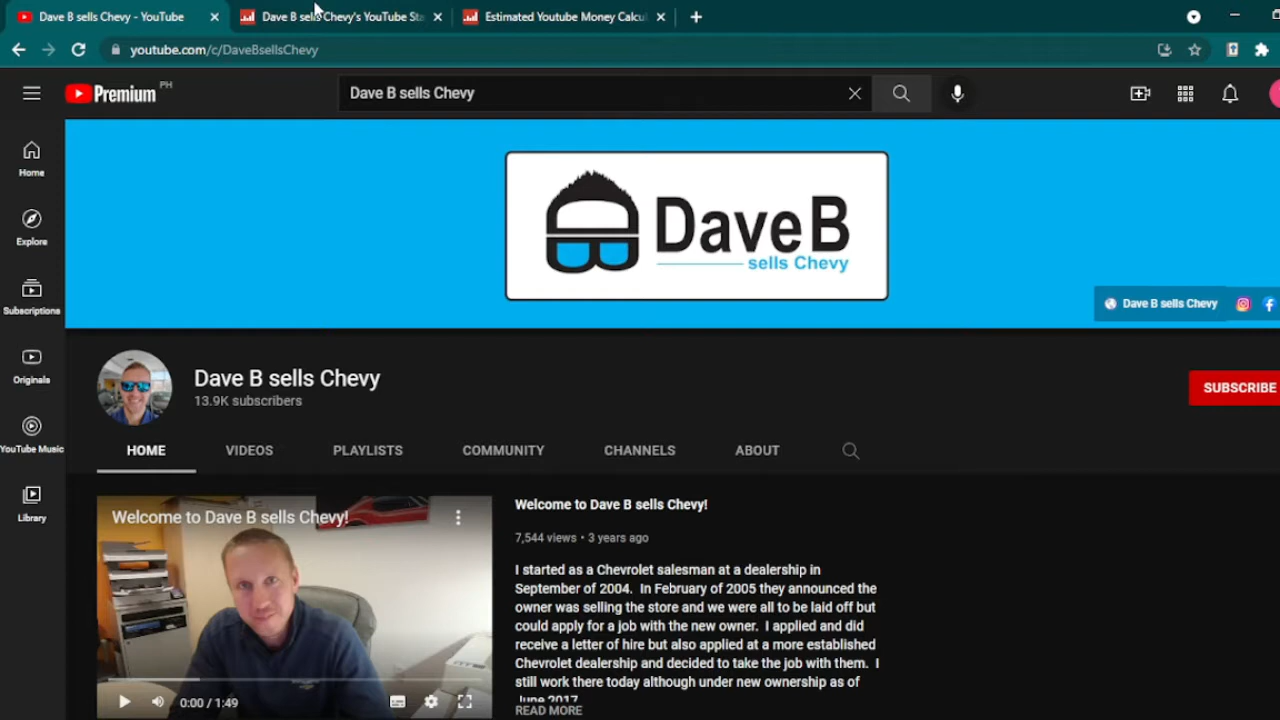 Dave B sells Chevy - YouTube
Dave B sells Chevy's YouTube Sta
Estimated Youtube Money Calcu
youtube.com/c/DaveBsellsChevy
Premium PH
Dave B sells Chevy
Home
Explore
Subscriptions
Originals
YouTube Music
Library
DaveB
sells Chevy
Dave B sells Chevy
Dave B sells Chevy
13.9K subscribers
SUBSCRIBE
HOME
VIDEOS
PLAYLISTS
COMMUNITY
CHANNELS
ABOUT
Welcome to Dave B sells Chevy!
0:00 / 1:49
Welcome to Dave B sells Chevy!
7,544 views • 3 years ago
I started as a Chevrolet salesman at a dealership in
September of 2004. In February of 2005 they announced the
owner was selling the store and we were all to be laid off but
could apply for a job with the new owner. I applied and did
receive a letter of hire but also applied at a more established
Chevrolet dealership and decided to take the job with them. I
still work there today although under new ownership as of
June 2017
READ MORE